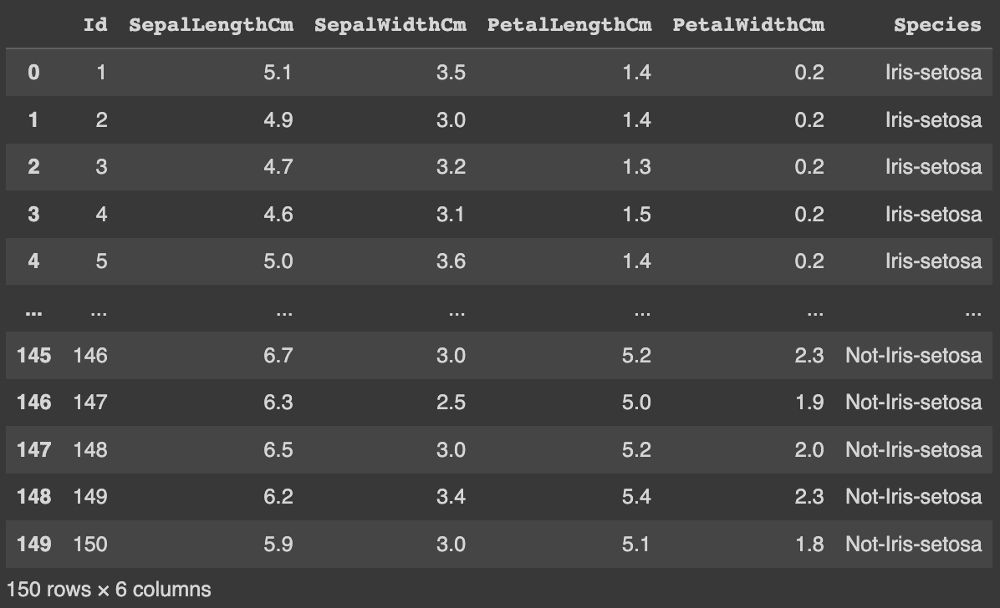 Id SepalLengthCm SepalWidthCm PetalLengthCm PetalWidthCm Species
0 1 5.1 3.5 1.4 0.2 Iris-setosa
1 2 4.9 3.0 1.4 0.2 Iris-setosa
2 3 4.7 3.2 1.3 0.2 Iris-setosa
3 4 4.6 3.1 1.5 0.2 Iris-setosa
4 5 5.0 3.6 1.4 0.2 Iris-setosa
... ... ... ... ... ... ...
145 146 6.7 3.0 5.2 2.3 Not-Iris-setosa
146 147 6.3 2.5 5.0 1.9 Not-Iris-setosa
147 148 6.5 3.0 5.2 2.0 Not-Iris-setosa
148 149 6.2 3.4 5.4 2.3 Not-Iris-setosa
149 150 5.9 3.0 5.1 1.8 Not-Iris-setosa
150 rows × 6 columns